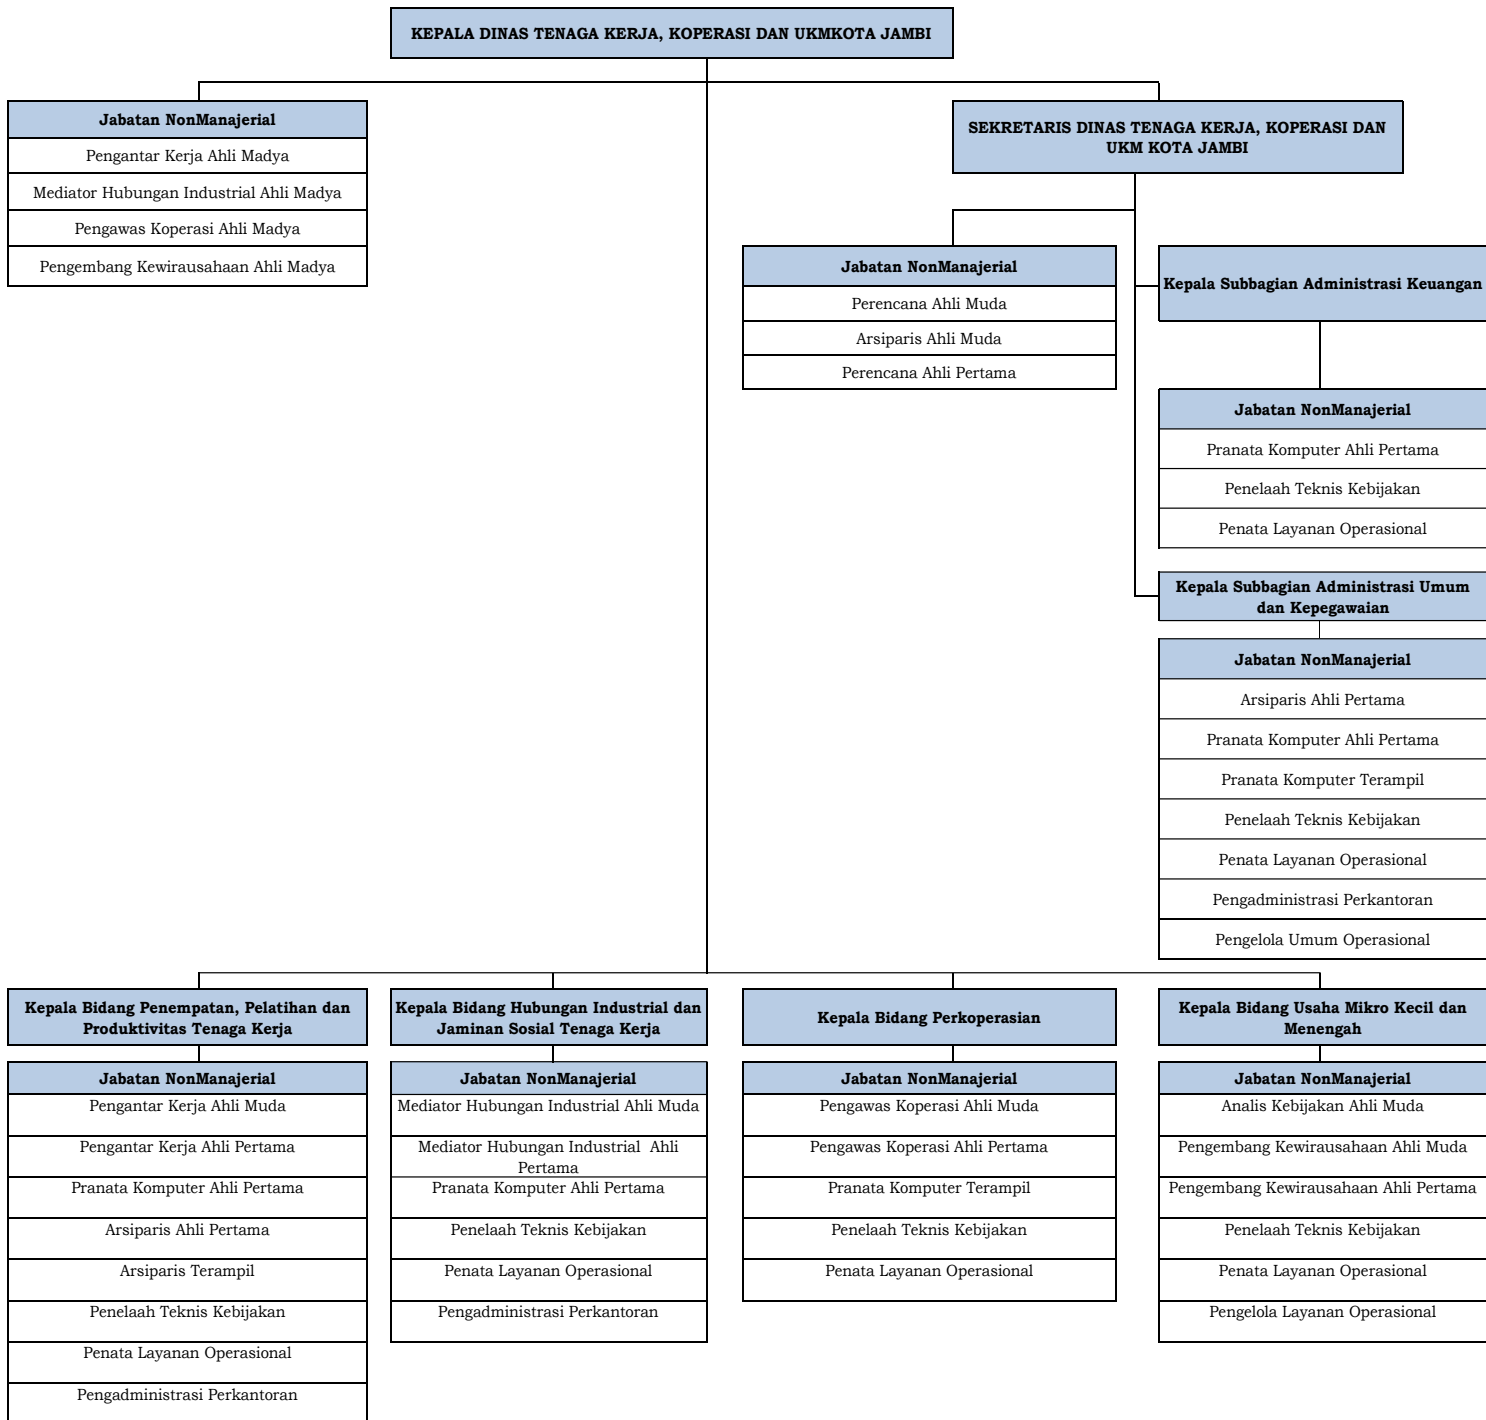 KEPALA DINAS TENAGA KERJA, KOPERASI DAN UKMKOTA JAMBI
Jabatan NonManajerial
Pengantar Kerja Ahli Madya
Mediator Hubungan Industrial Ahli Madya
Pengawas Koperasi Ahli Madya
Pengembang Kewirausahaan Ahli Madya
SEKRETARIS DINAS TENAGA KERJA, KOPERASI DAN
UKM KOTA JAMBI
Jabatan NonManajerial
Perencana Ahli Muda
Arsiparis Ahli Muda
Perencana Ahli Pertama
Kepala Subbagian Administrasi Keuangan
Jabatan NonManajerial
Pranata Komputer Ahli Pertama
Penelaah Teknis Kebijakan
Penata Layanan Operasional
Kepala Subbagian Administrasi Umum
dan Kepegawaian
Jabatan NonManajerial
Arsiparis Ahli Pertama
Pranata Komputer Ahli Pertama
Pranata Komputer Terampil
Penelaah Teknis Kebijakan
Penata Layanan Operasional
Pengadministrasi Perkantoran
Pengelola Umum Operasional
Kepala Bidang Penempatan, Pelatihan dan
Produktivitas Tenaga Kerja
Jabatan NonManajerial
Pengantar Kerja Ahli Muda
Pengantar Kerja Ahli Pertama
Pranata Komputer Ahli Pertama
Arsiparis Ahli Pertama
Arsiparis Terampil
Penelaah Teknis Kebijakan
Penata Layanan Operasional
Pengadministrasi Perkantoran
Kepala Bidang Hubungan Industrial dan
Jaminan Sosial Tenaga Kerja
Jabatan NonManajerial
Mediator Hubungan Industrial Ahli Muda
Mediator Hubungan Industrial  Ahli
Pertama
Pranata Komputer Ahli Pertama
Penelaah Teknis Kebijakan
Penata Layanan Operasional
Pengadministrasi Perkantoran
Kepala Bidang Perkoperasian
Jabatan NonManajerial
Pengawas Koperasi Ahli Muda
Pengawas Koperasi Ahli Pertama
Pranata Komputer Terampil
Penelaah Teknis Kebijakan
Penata Layanan Operasional
Kepala Bidang Usaha Mikro Kecil dan
Menengah
Jabatan NonManajerial
Analis Kebijakan Ahli Muda
Pengembang Kewirausahaan Ahli Muda
Pengembang Kewirausahaan Ahli Pertama
Penelaah Teknis Kebijakan
Penata Layanan Operasional
Pengelola Layanan Operasional